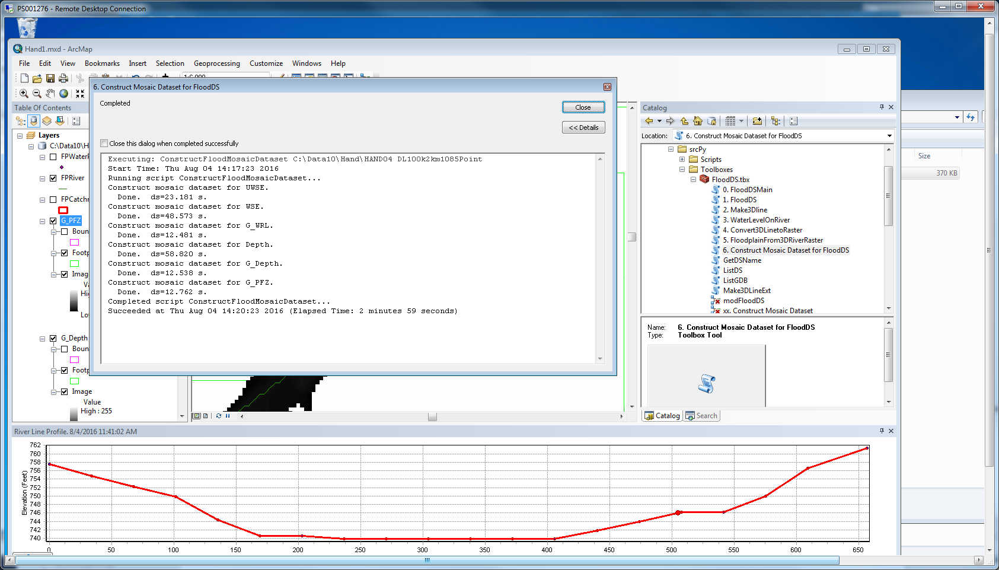 PS001276 - Remote Desktop Connection
Hand1.mxd - ArcMap
File Edit View Bookmarks Insert Selection Geoprocessing Customize Windows Help
6. Construct Mosaic Dataset for FloodDS
Completed
Close
<< Details
Close this dialog when completed successfully
Executing: ConstructFloodMosaicDataset C:\Data10\Hand\HAND04 DL100k2km1085Point
Start Time: Thu Aug 04 14:17:23 2016
Running script ConstructFloodMosaicDataset...
Construct mosaic dataset for UWSE.
Done. ds=23.181 s.
Construct mosaic dataset for WSE.
Done. ds=48.573 s.
Construct mosaic dataset for G_WRL.
Done. ds=12.481 s.
Construct mosaic dataset for Depth.
Done. ds=58.820 s.
Construct mosaic dataset for G_Depth.
Done. ds=12.538 s.
Construct mosaic dataset for G_PFZ.
Done. ds=12.762 s.
Completed script ConstructFloodMosaicDataset...
Succeeded at Thu Aug 04 14:20:23 2016 (Elapsed Time: 2 minutes 59 seconds)
Table Of Contents
Layers
C:\Data10\H
FPWaterF
FPRiver
FPCatchr
G_PFZ
Boun
Footp
Imag
Va
Hi
Lo
G_Depth
Boun
Footp
Image
Value
High : 255
Catalog
Location: 6. Construct Mosaic Dataset for FloodDS
srcPy
Scripts
Toolboxes
FloodDS.tbx
0. FloodDSMain
1. FloodDS
2. Make3Dline
3. WaterLevelOnRiver
4. Convert3DLinetoRaster
5. FloodplainFrom3DRiverRaster
6. Construct Mosaic Dataset for FloodDS
GetDSName
ListDS
ListGDB
Make3DLineExt
modFloodDS
xx. Construct Mosaic Dataset
Name: 6. Construct Mosaic Dataset for FloodDS
Type: Toolbox Tool
Catalog Search
Size
370 KB
River Line Profile. 8/4/2016 11:41:02 AM
Elevation (Feet)
762
760
758
756
754
752
750
748
746
744
742
740
0 50 100 150 200 250 300 350 400 450 500 550 600 650